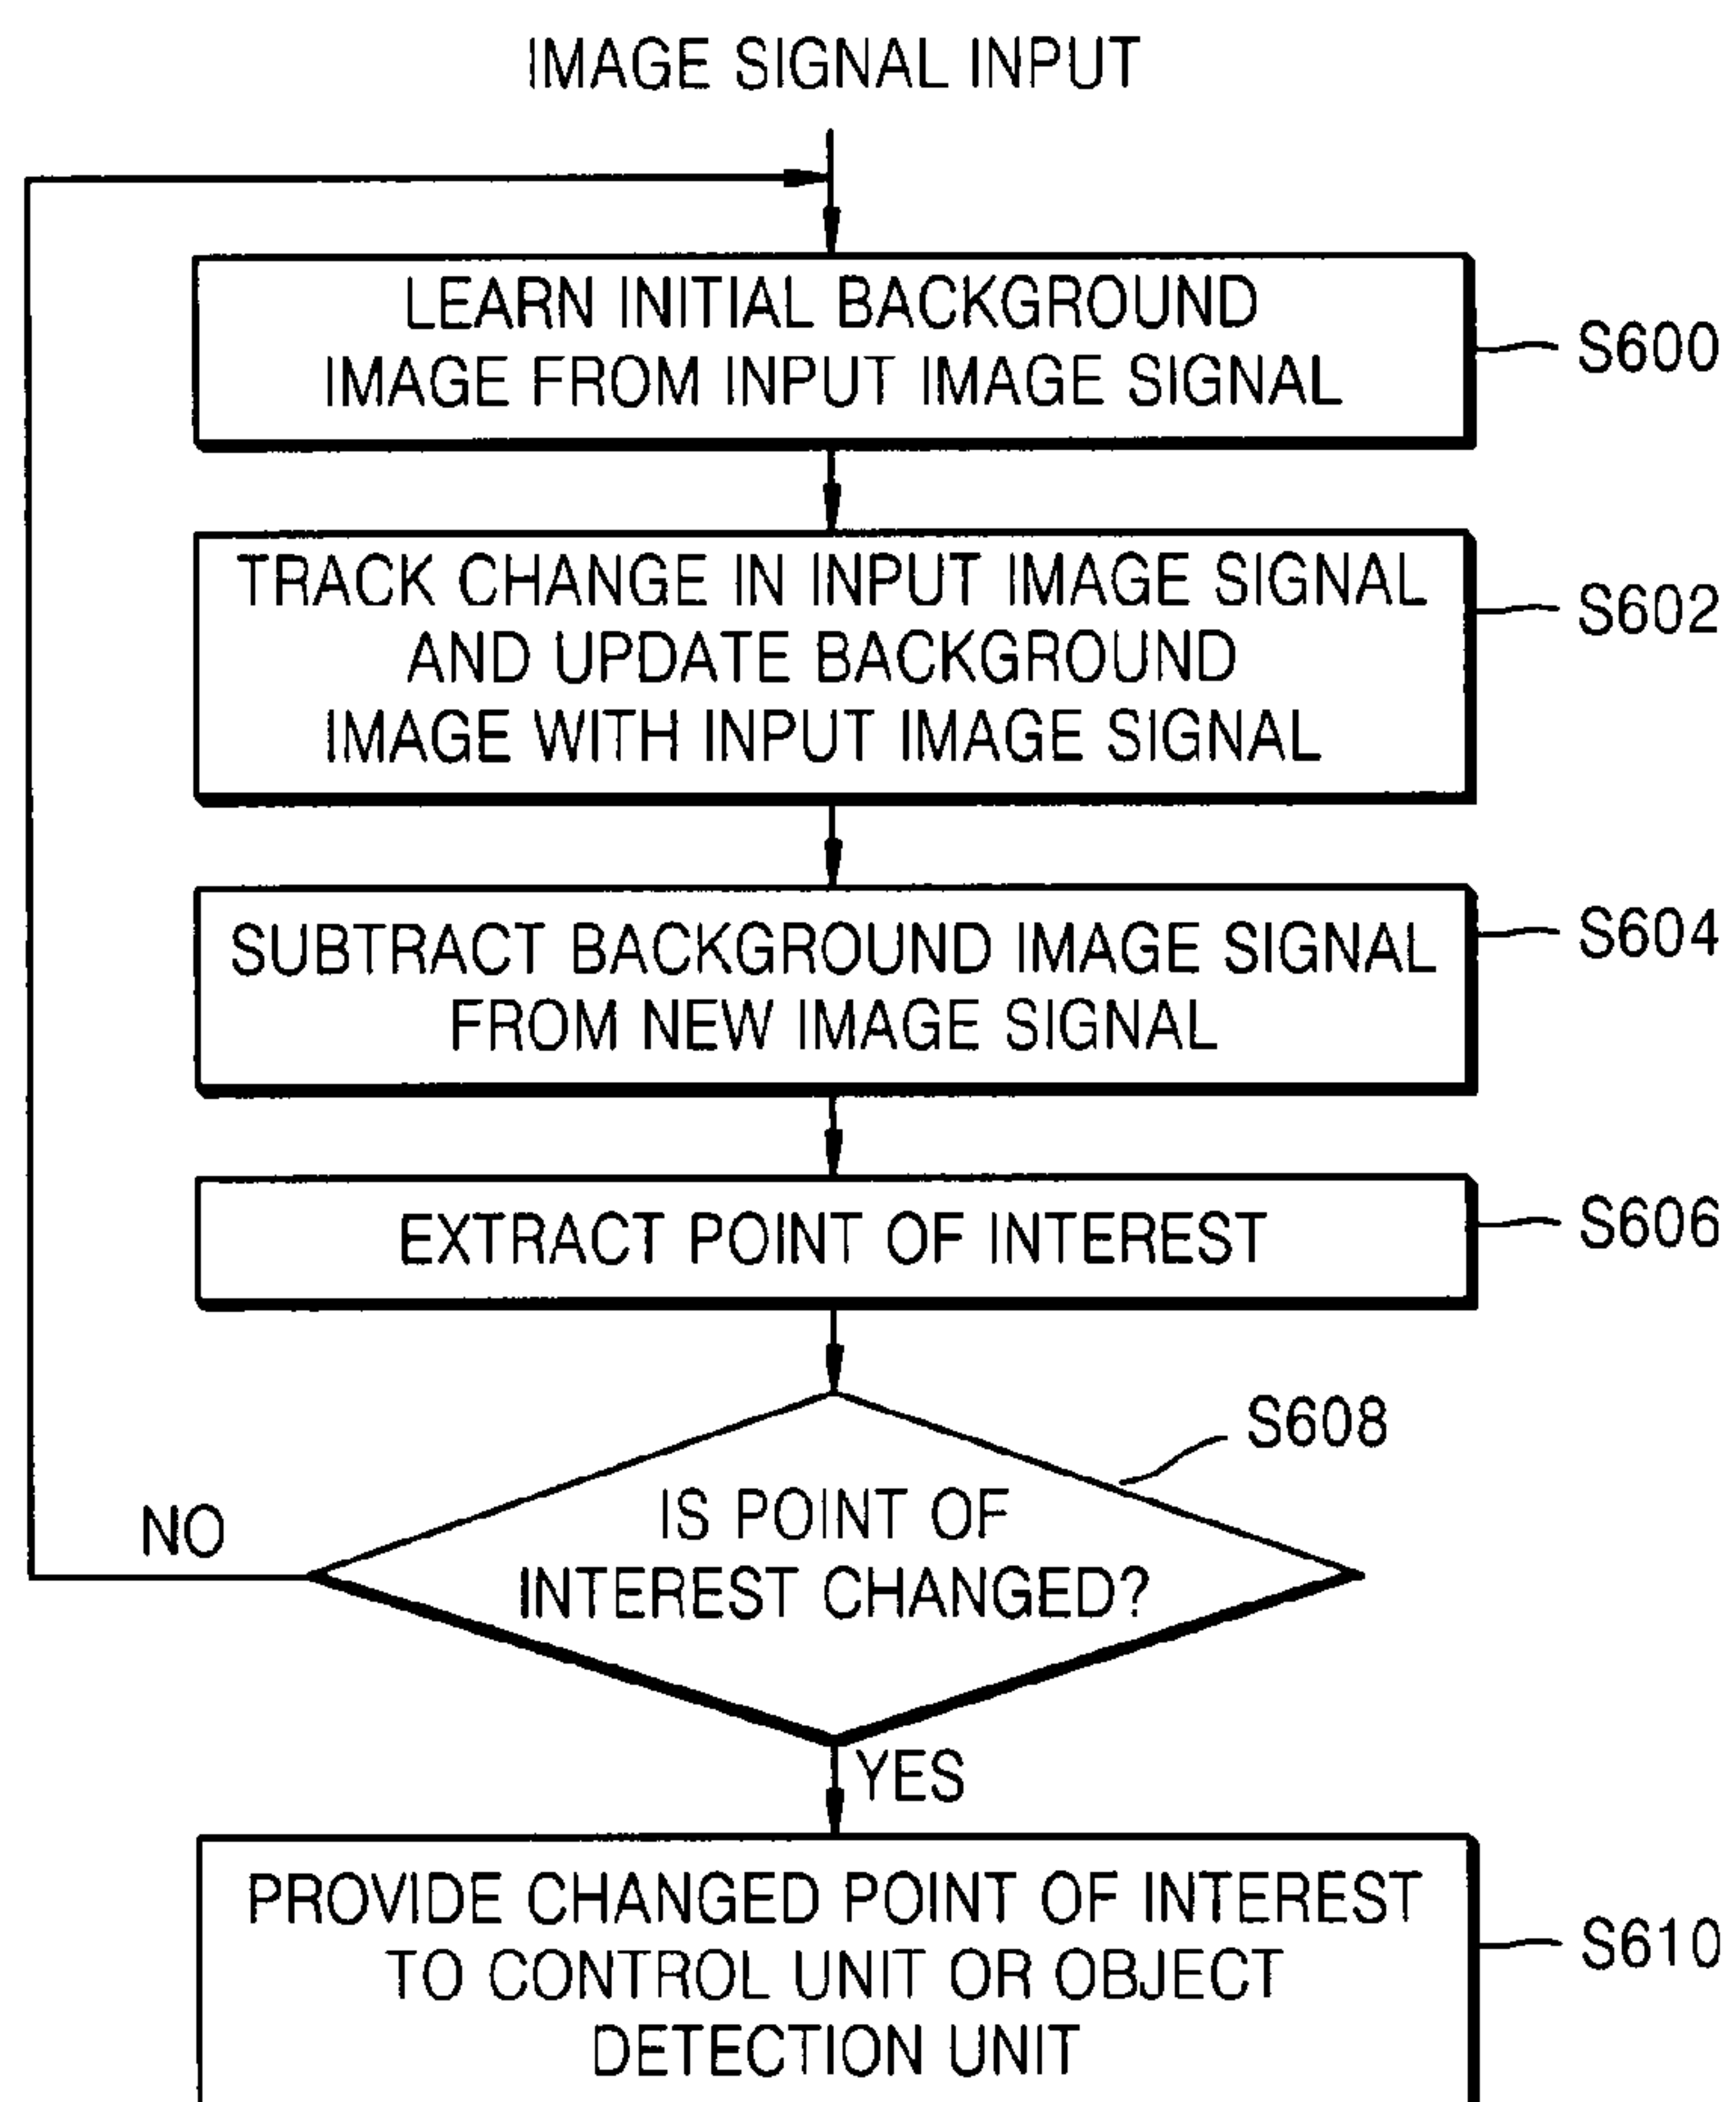 IMAGE SIGNAL INPUT
LEARN INITIAL BACKGROUND
IMAGE FROM INPUT IMAGE SIGNAL
S600
TRACK CHANGE IN INPUT IMAGE SIGNAL
AND UPDATE BACKGROUND
IMAGE WITH INPUT IMAGE SIGNAL
S602
SUBTRACT BACKGROUND IMAGE SIGNAL
FROM NEW IMAGE SIGNAL
S604
EXTRACT POINT OF INTEREST
S606
S608
IS POINT OF
INTEREST CHANGED?
NO
YES
PROVIDE CHANGED POINT OF INTEREST
TO CONTROL UNIT OR OBJECT
DETECTION UNIT
S610